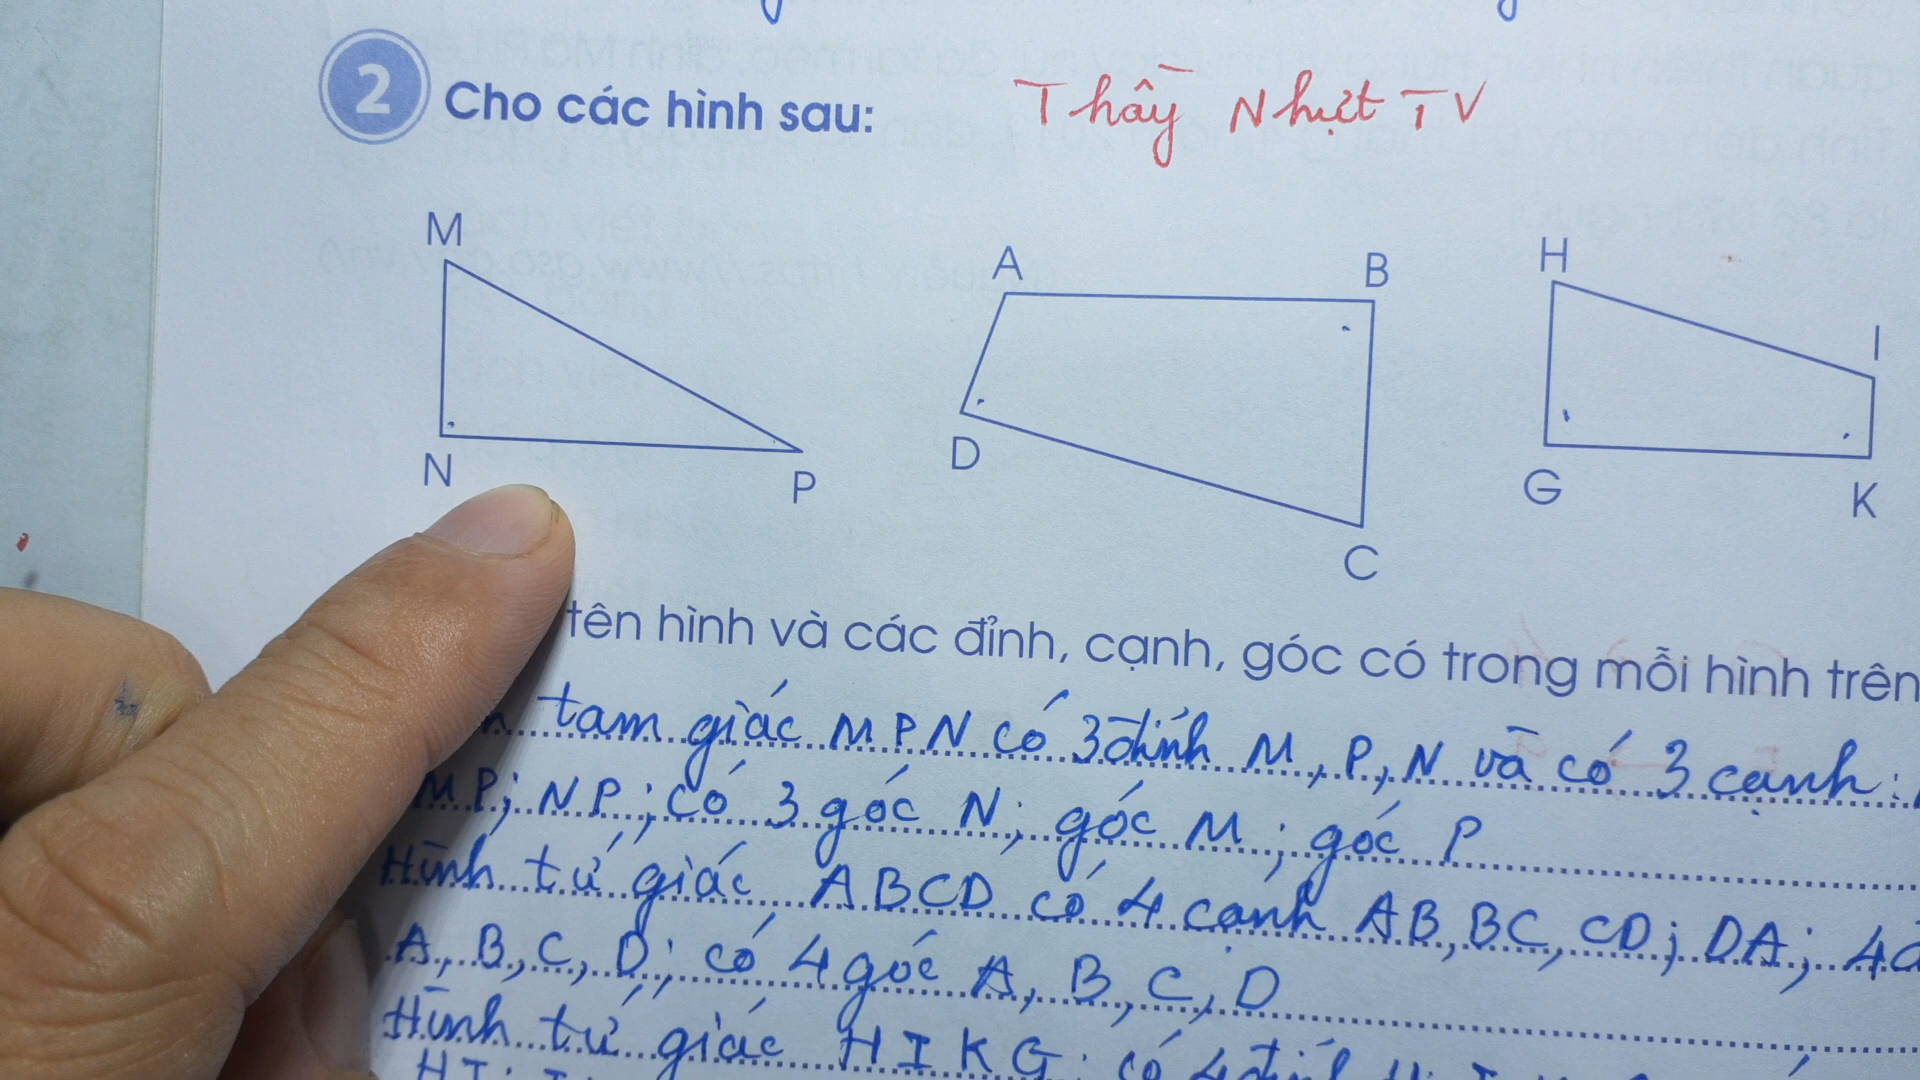 2 Cho các hình sau: Thầy Nhựt TV
M
A
B
H
I
N
P
D
G
K
C
tên hình và các đỉnh, cạnh, góc có trong mỗi hình trên
tam giác MPN có 3 đỉnh M, P, N và có 3 cạnh:
MP; NP; có 3 góc N; góc M; góc P
Hình tứ giác ABCD có 4 cạnh AB, BC, CD; DA; 4
A, B, C, D; có 4 góc A, B, C, D
Hình tứ giác HIKG; có 4